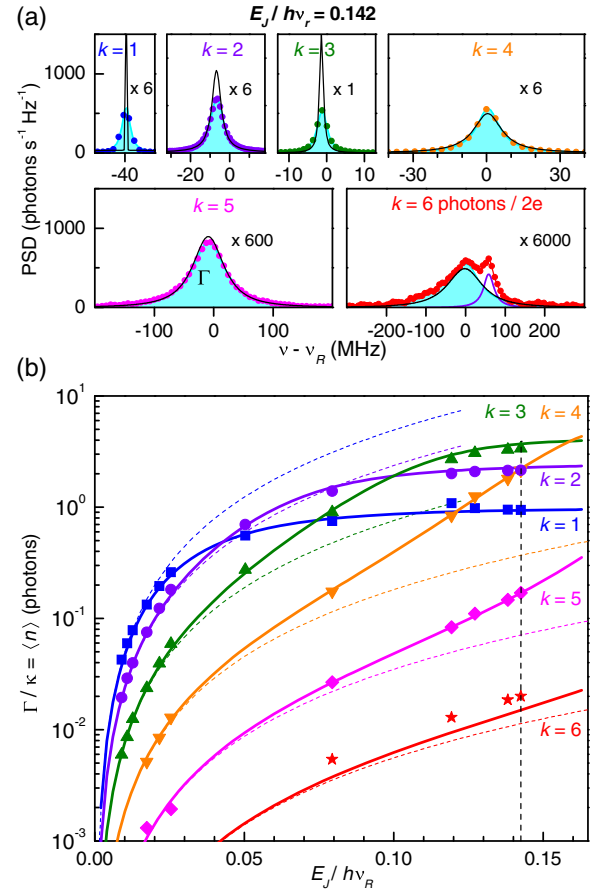 (a)
E_J / hν_r = 0.142
k = 1
k = 2
k = 3
k = 4
1500
1000
0
× 6
× 6
× 1
× 6
-40
-20
0
-10
0
10
-30
0
30
PSD (photons s⁻¹ Hz⁻¹)
k = 5
k = 6 photons / 2e
1000
0
× 600
× 6000
Γ
-100
0
100
-200
-100
0
100
200
ν - ν_R (MHz)
(b)
10¹
10⁰
10⁻¹
10⁻²
10⁻³
Γ / κ = ⟨n⟩ (photons)
k = 3
k = 4
k = 2
k = 1
k = 5
k = 6
0.00
0.05
0.10
0.15
E_J / hν_R